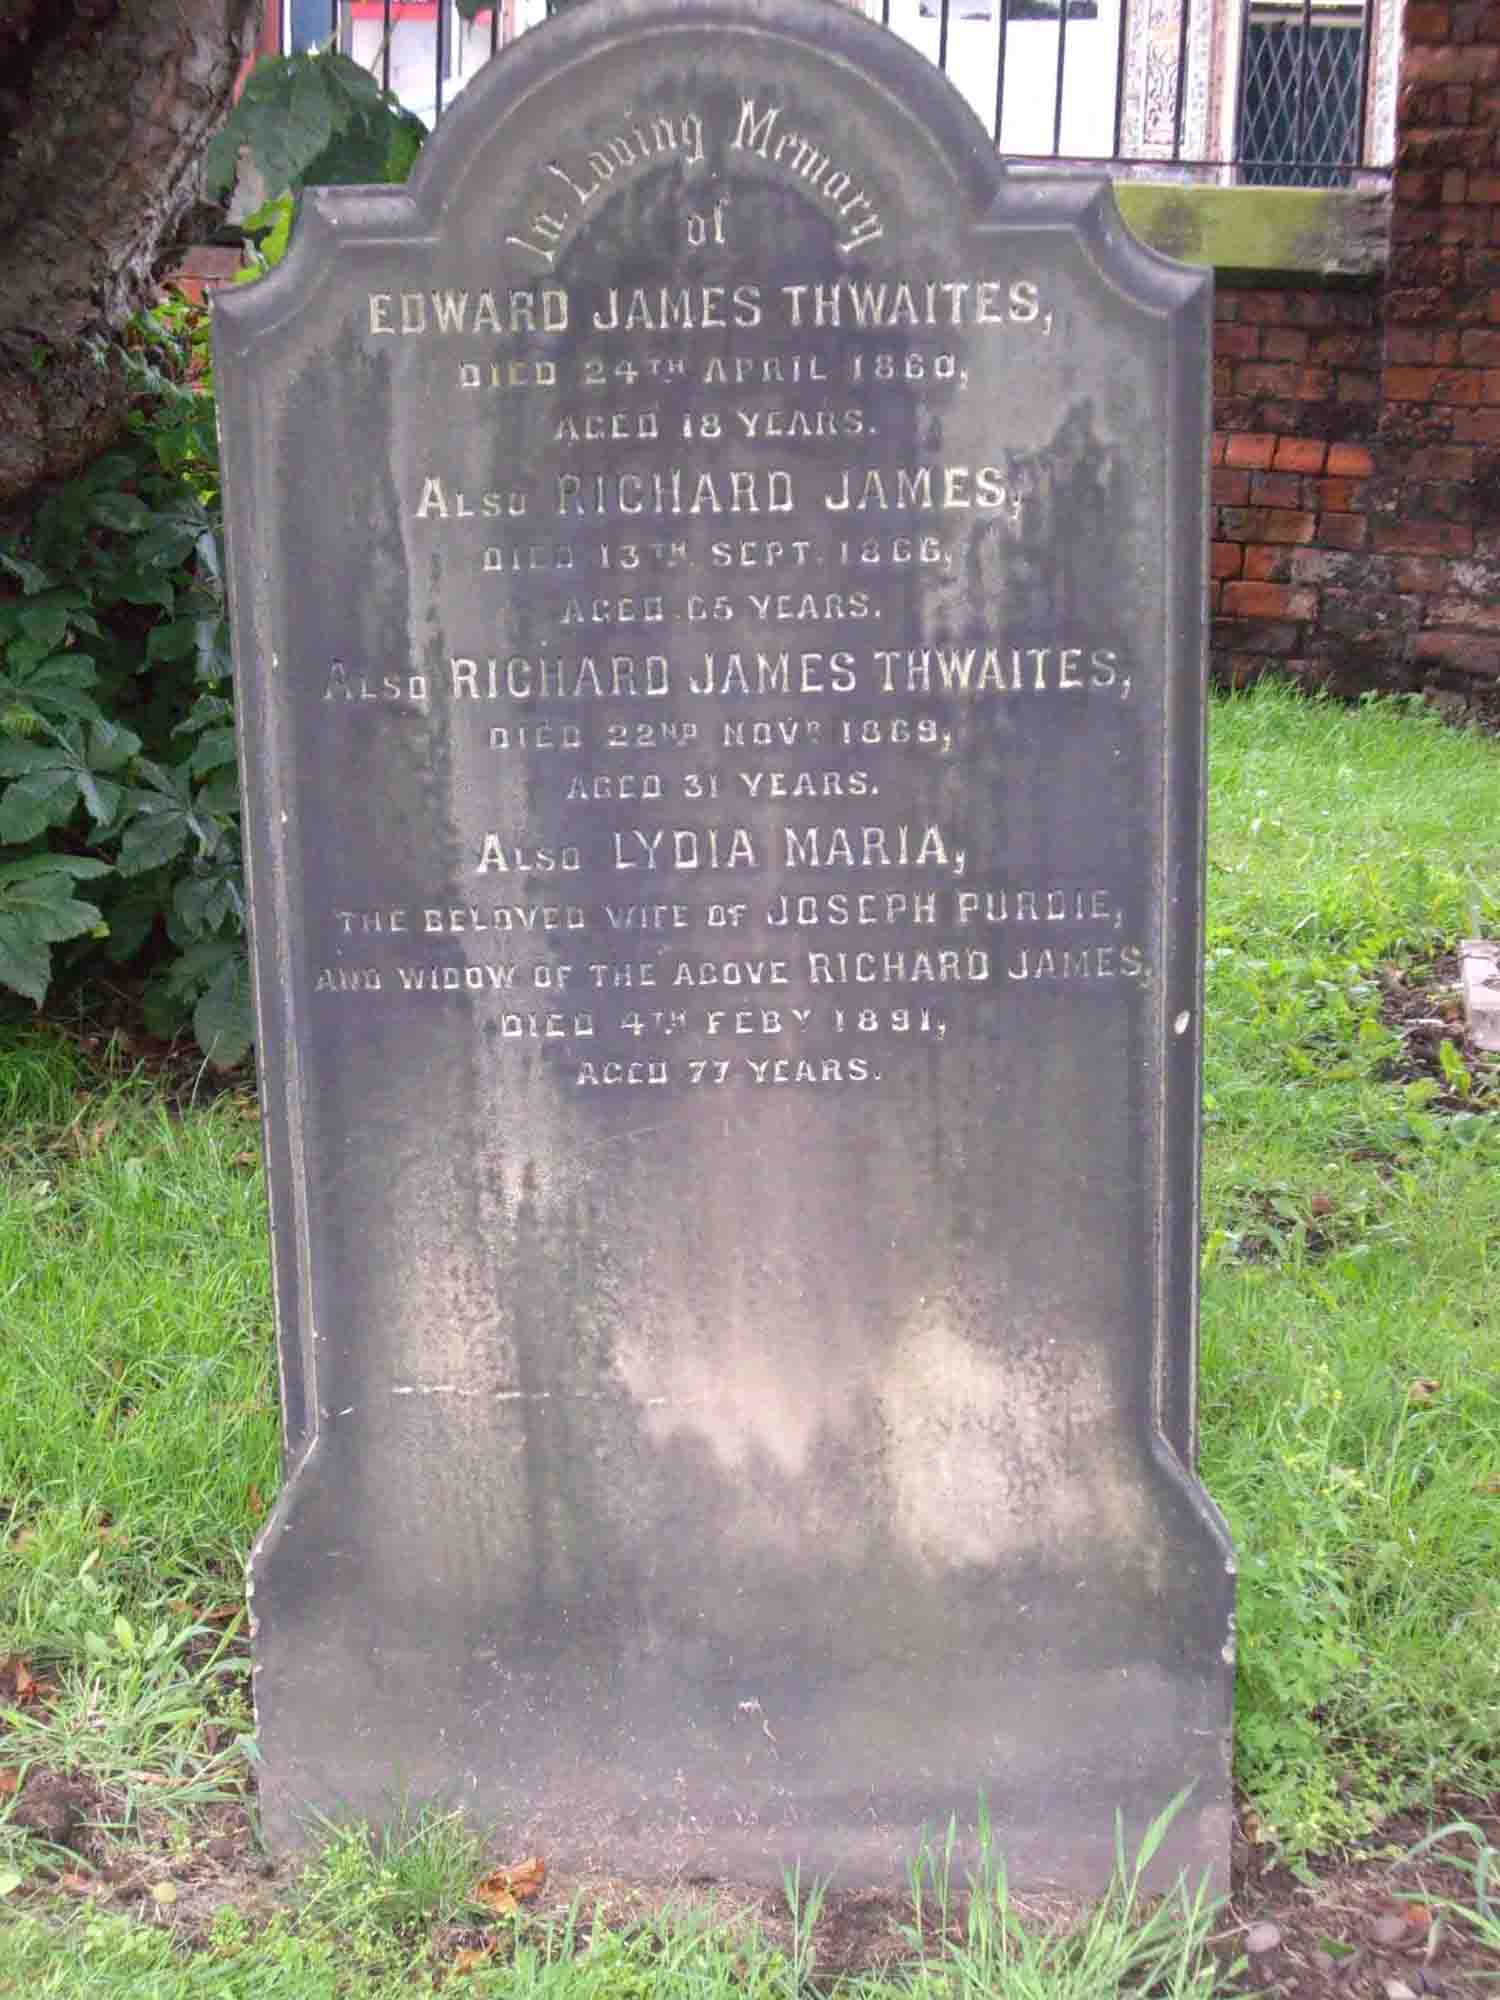 In Loving Memory
of
EDWARD JAMES THWAITES,
DIED 24TH APRIL 1860,
AGED 18 YEARS.
ALSO RICHARD JAMES,
DIED 13TH SEPT. 1866,
AGED 65 YEARS.
ALSO RICHARD JAMES THWAITES,
DIED 22ND NOVR 1869,
AGED 31 YEARS.
ALSO LYDIA MARIA,
THE BELOVED WIFE OF JOSEPH PURDIE,
AND WIDOW OF THE ABOVE RICHARD JAMES.
DIED 4TH FEBY 1891,
AGED 77 YEARS.